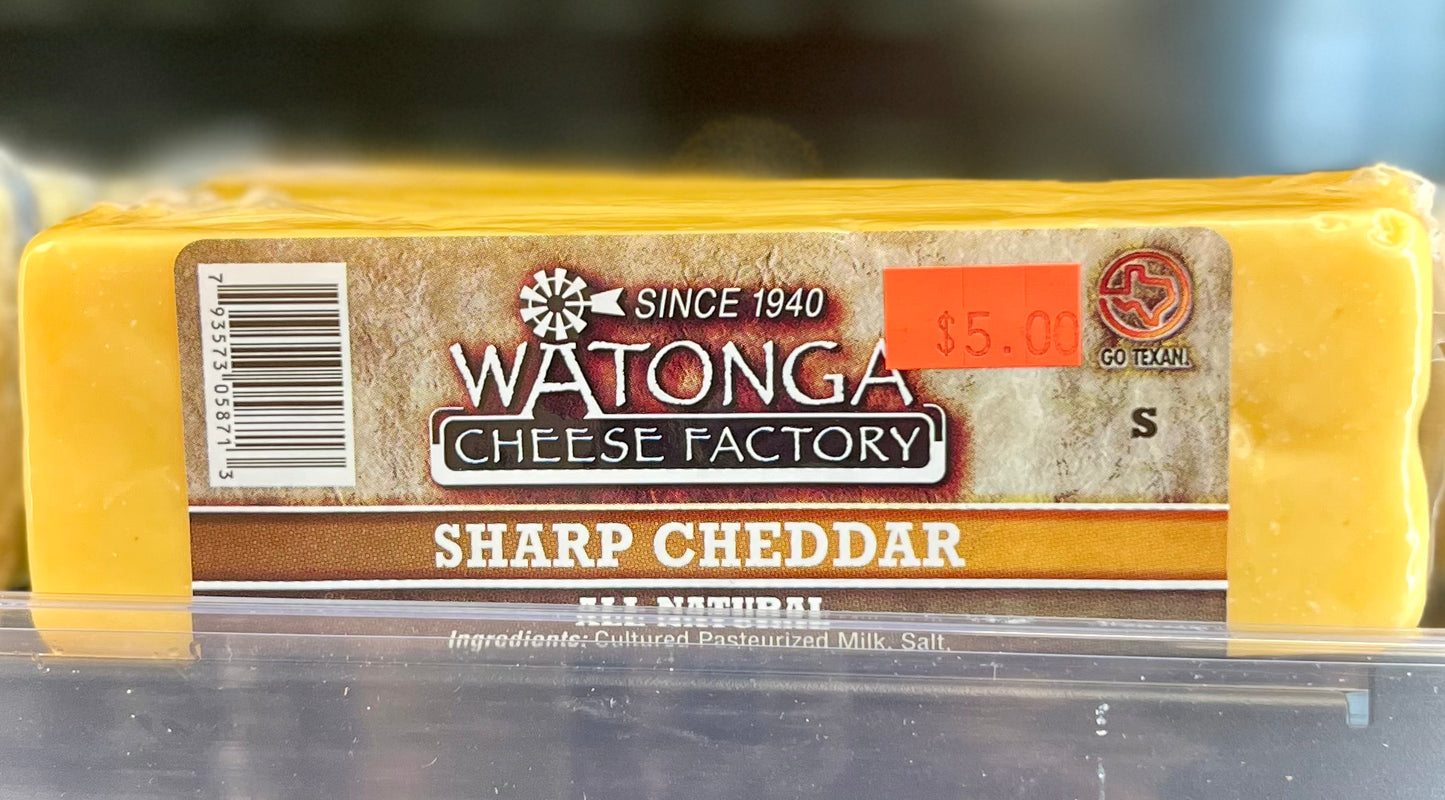 SINCE 1940
WATONGA
CHEESE FACTORY
$5.00
GO TEXAN.
S
7 93573 05871 3
SHARP CHEDDAR
ALL NATURAL
Ingredients: Cultured Pasteurized Milk, Salt,